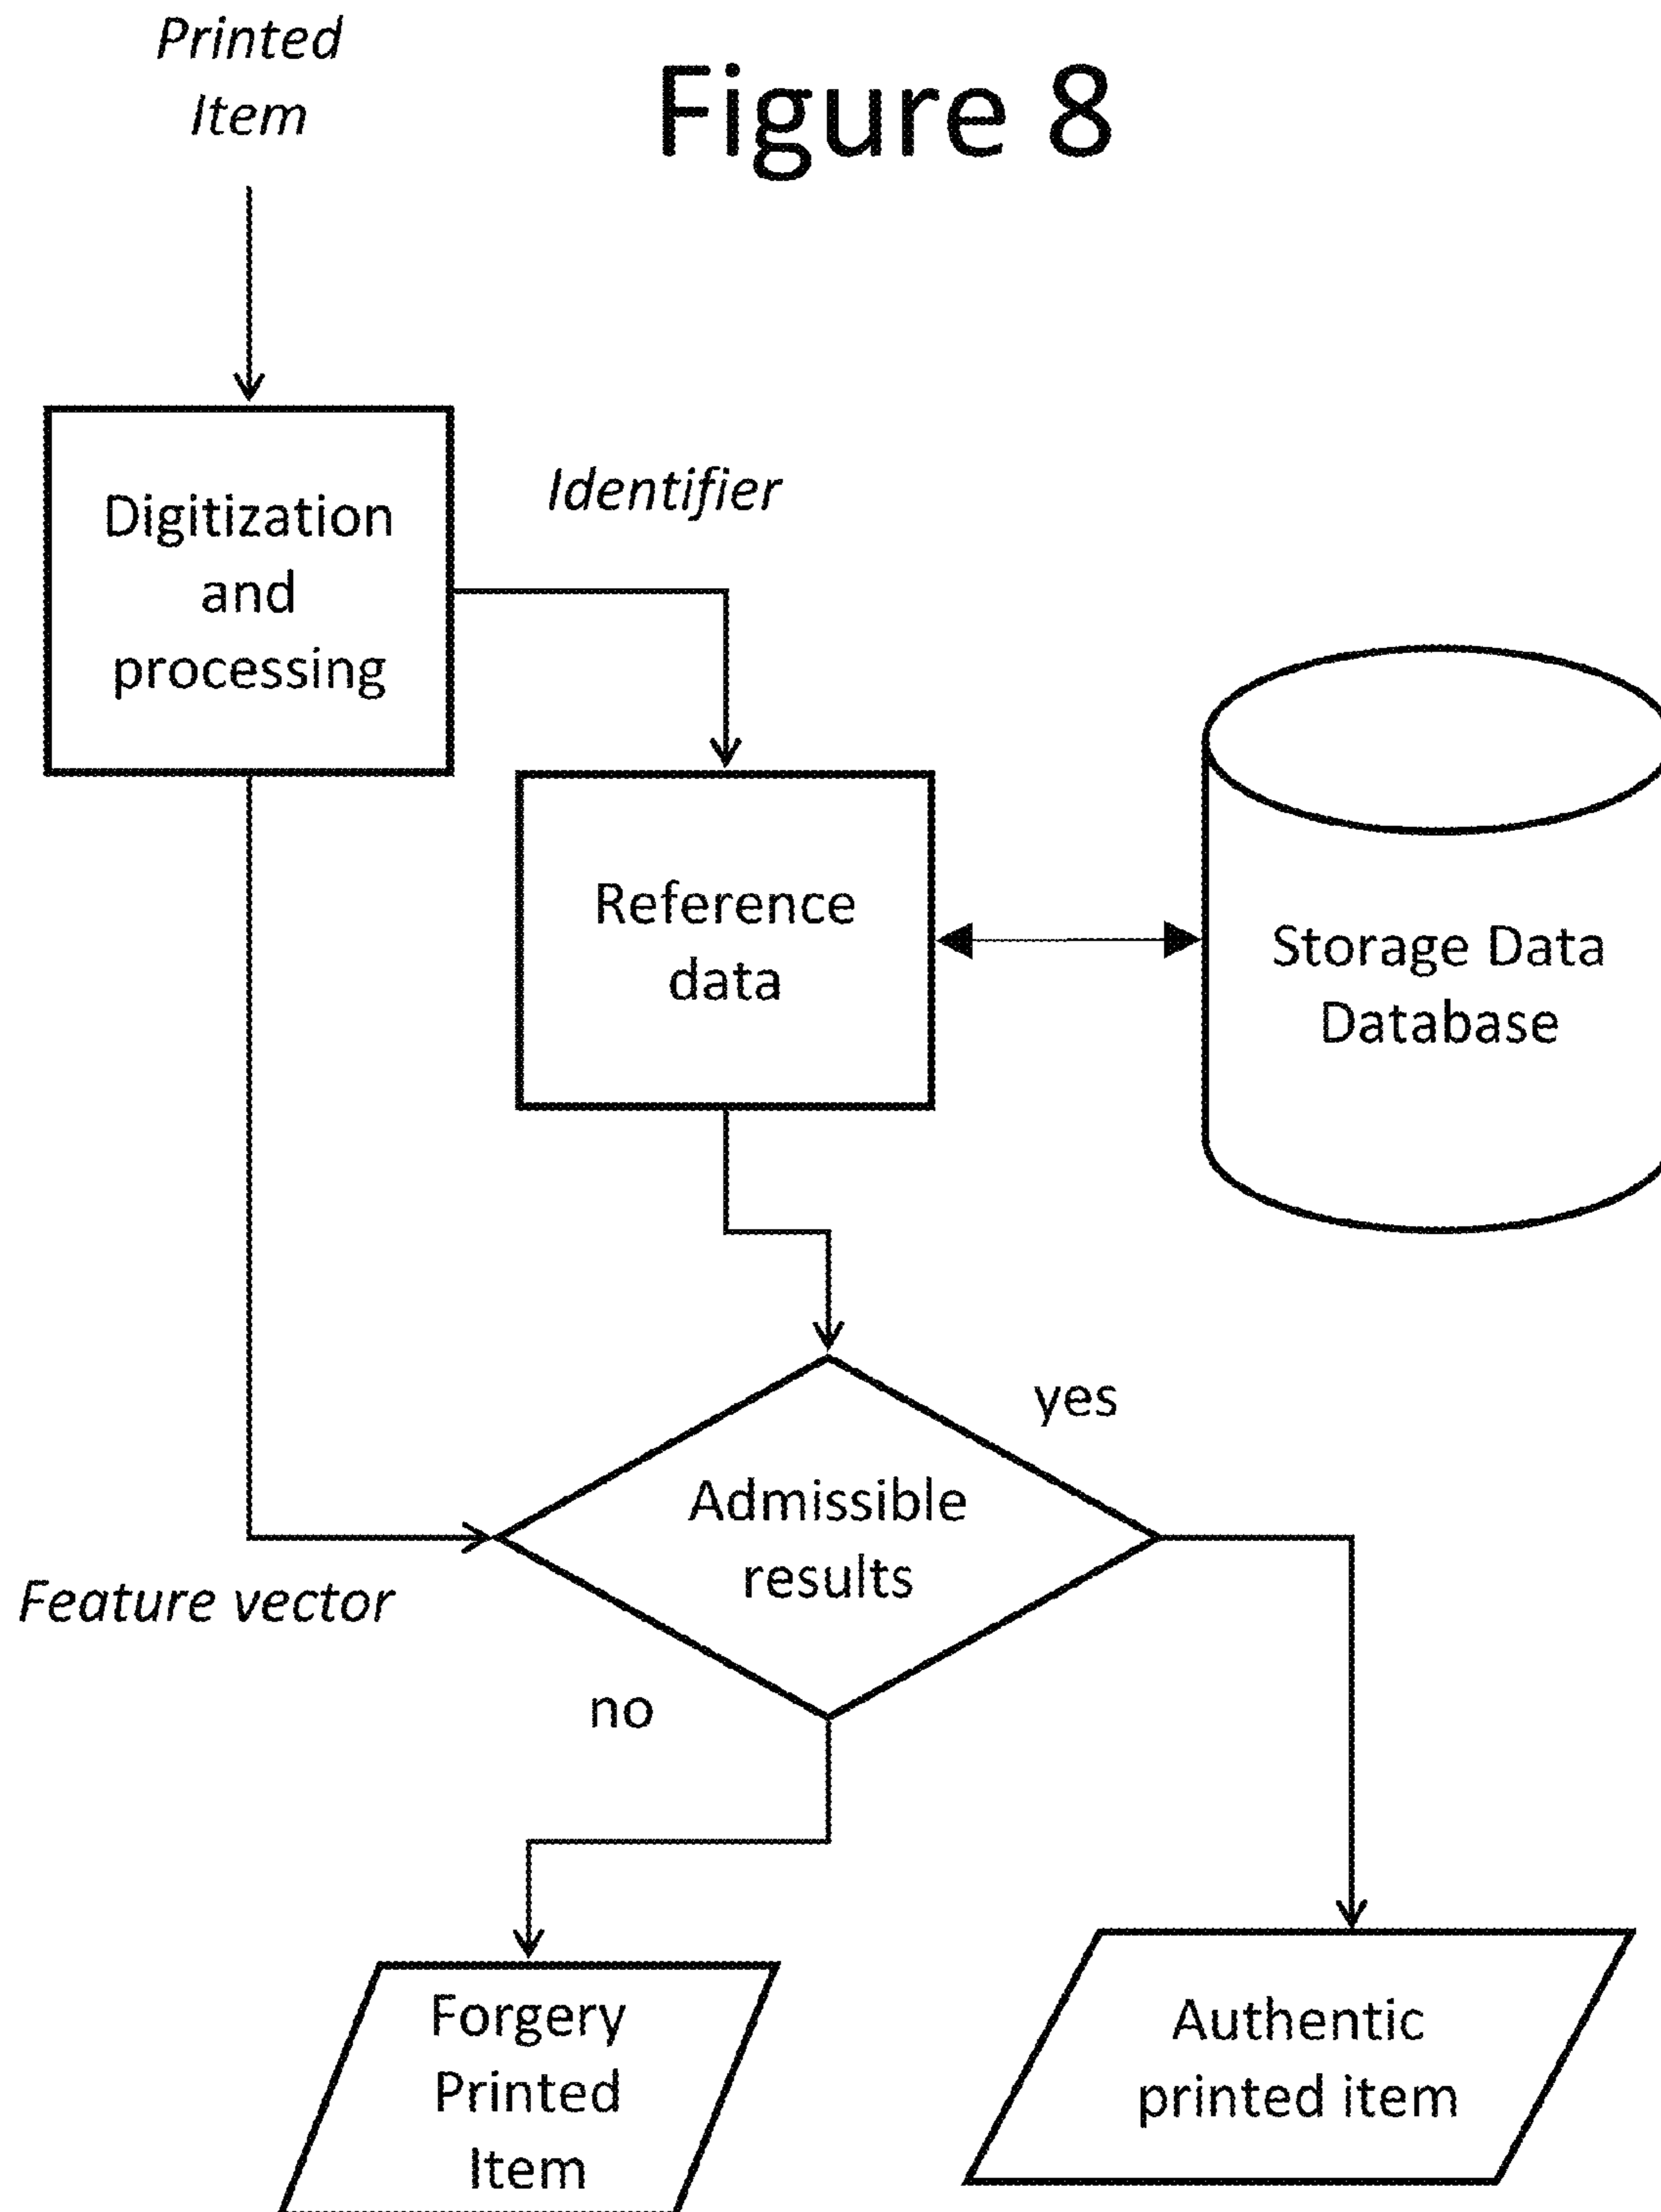 Printed
Item
Figure 8
Identifier
Digitization
and
processing
Reference
data
Storage Data
Database
yes
Admissible
results
Feature vector
no
Forgery
Printed
Item
Authentic
printed item